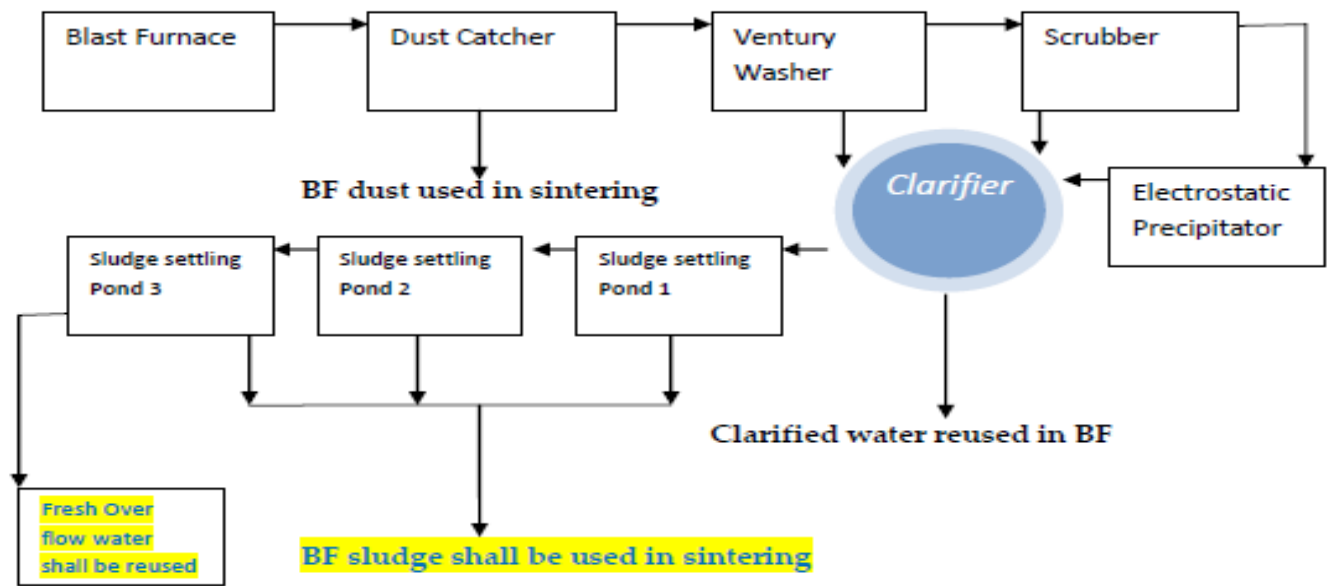 Blast Furnace
Dust Catcher
Ventury
Washer
Scrubber
BF dust used in sintering
Clarifier
Electrostatic
Precipitator
Sludge settling
Pond 3
Sludge settling
Pond 2
Sludge settling
Pond 1
Clarified water reused in BF
Fresh Over
flow water
shall be reused
BF sludge shall be used in sintering